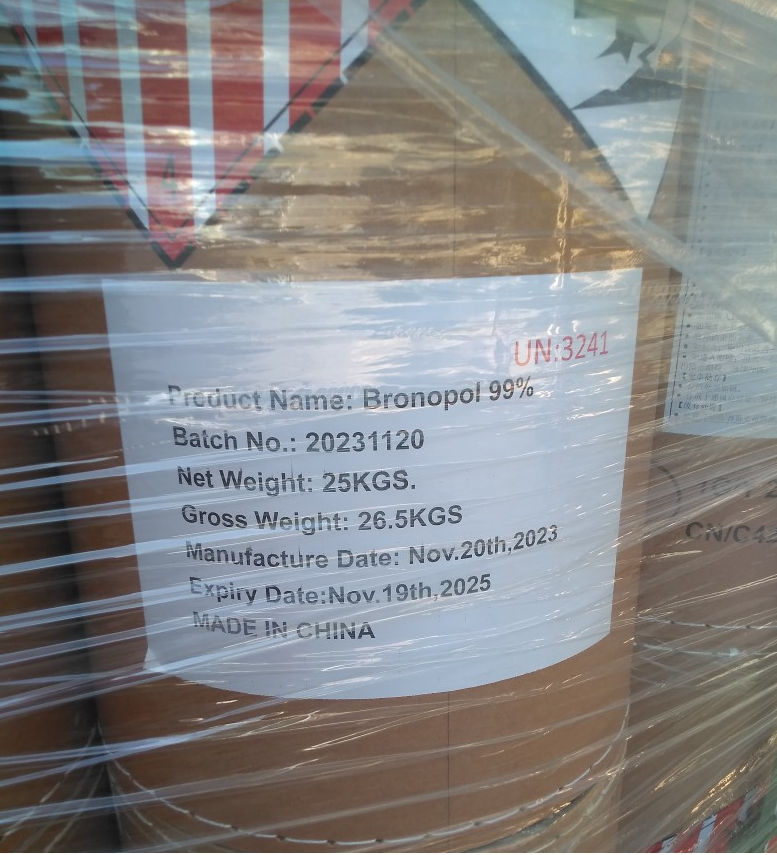 4
UN:3241
Product Name: Bronopol 99%
Batch No.: 20231120
Net Weight: 25KGS.
Gross Weight: 26.5KGS
Manufacture Date: Nov.20th,2023
Expiry Date:Nov.19th,2025
MADE IN CHINA